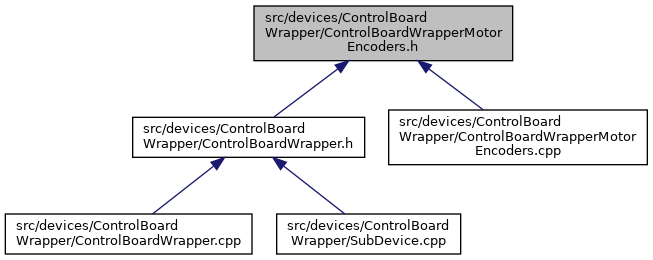 src/devices/ControlBoard
Wrapper/ControlBoardWrapperMotor
Encoders.h
src/devices/ControlBoard
Wrapper/ControlBoardWrapper.h
src/devices/ControlBoard
Wrapper/ControlBoardWrapperMotor
Encoders.cpp
src/devices/ControlBoard
Wrapper/ControlBoardWrapper.cpp
src/devices/ControlBoard
Wrapper/SubDevice.cpp